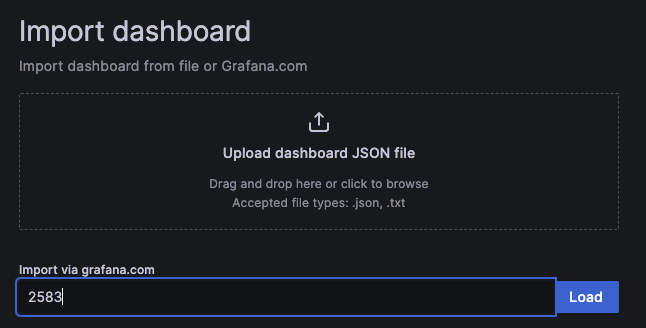 Import dashboard
Import dashboard from file or Grafana.com
Upload dashboard JSON file
Drag and drop here or click to browse
Accepted file types: .json, .txt
Import via grafana.com
2583
Load